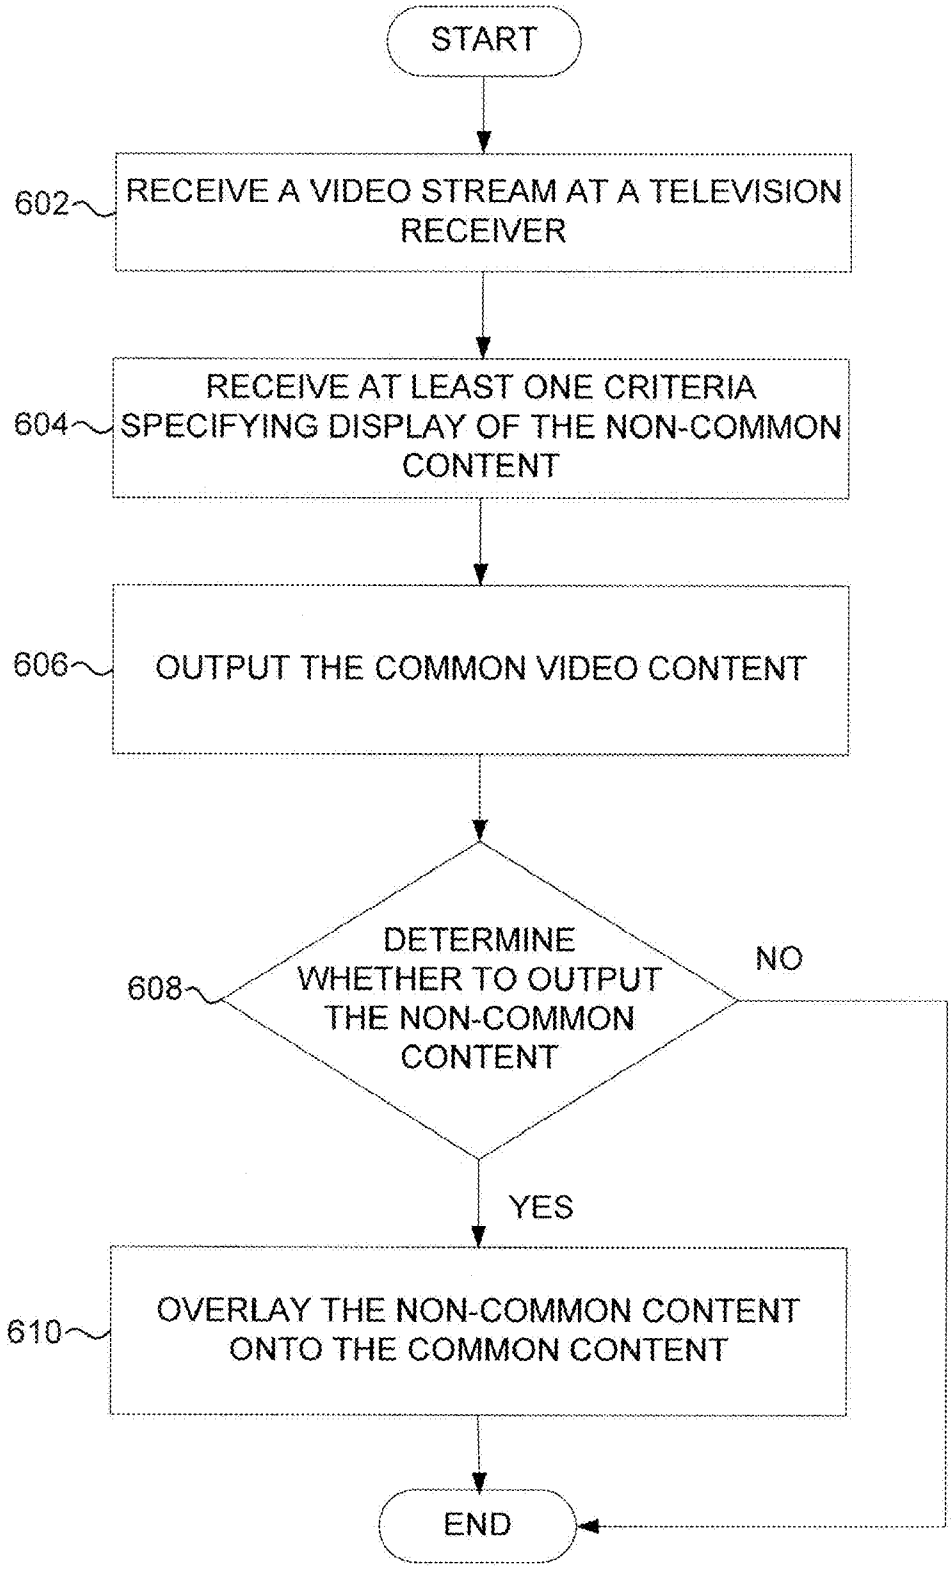 START
602
RECEIVE A VIDEO STREAM AT A TELEVISION
RECEIVER
604
RECEIVE AT LEAST ONE CRITERIA
SPECIFYING DISPLAY OF THE NON-COMMON
CONTENT
606
OUTPUT THE COMMON VIDEO CONTENT
608
DETERMINE
WHETHER TO OUTPUT
THE NON-COMMON
CONTENT
NO
YES
610
OVERLAY THE NON-COMMON CONTENT
ONTO THE COMMON CONTENT
END